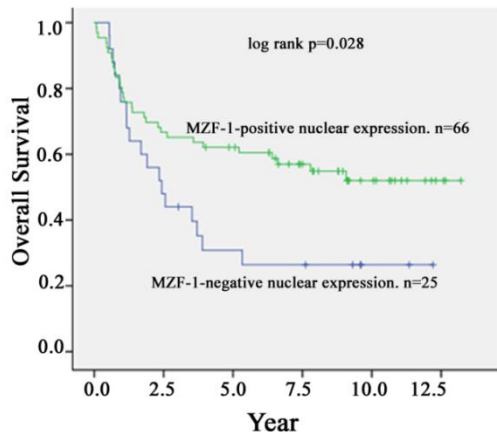 1.0
log rank p=0.028
0.8
MZF-1-positive nuclear expression. n=66
0.6
Overall Survival
0.4
0.2
MZF-1-negative nuclear expression. n=25
0.0
0.0 2.5 5.0 7.5 10.0 12.5
Year